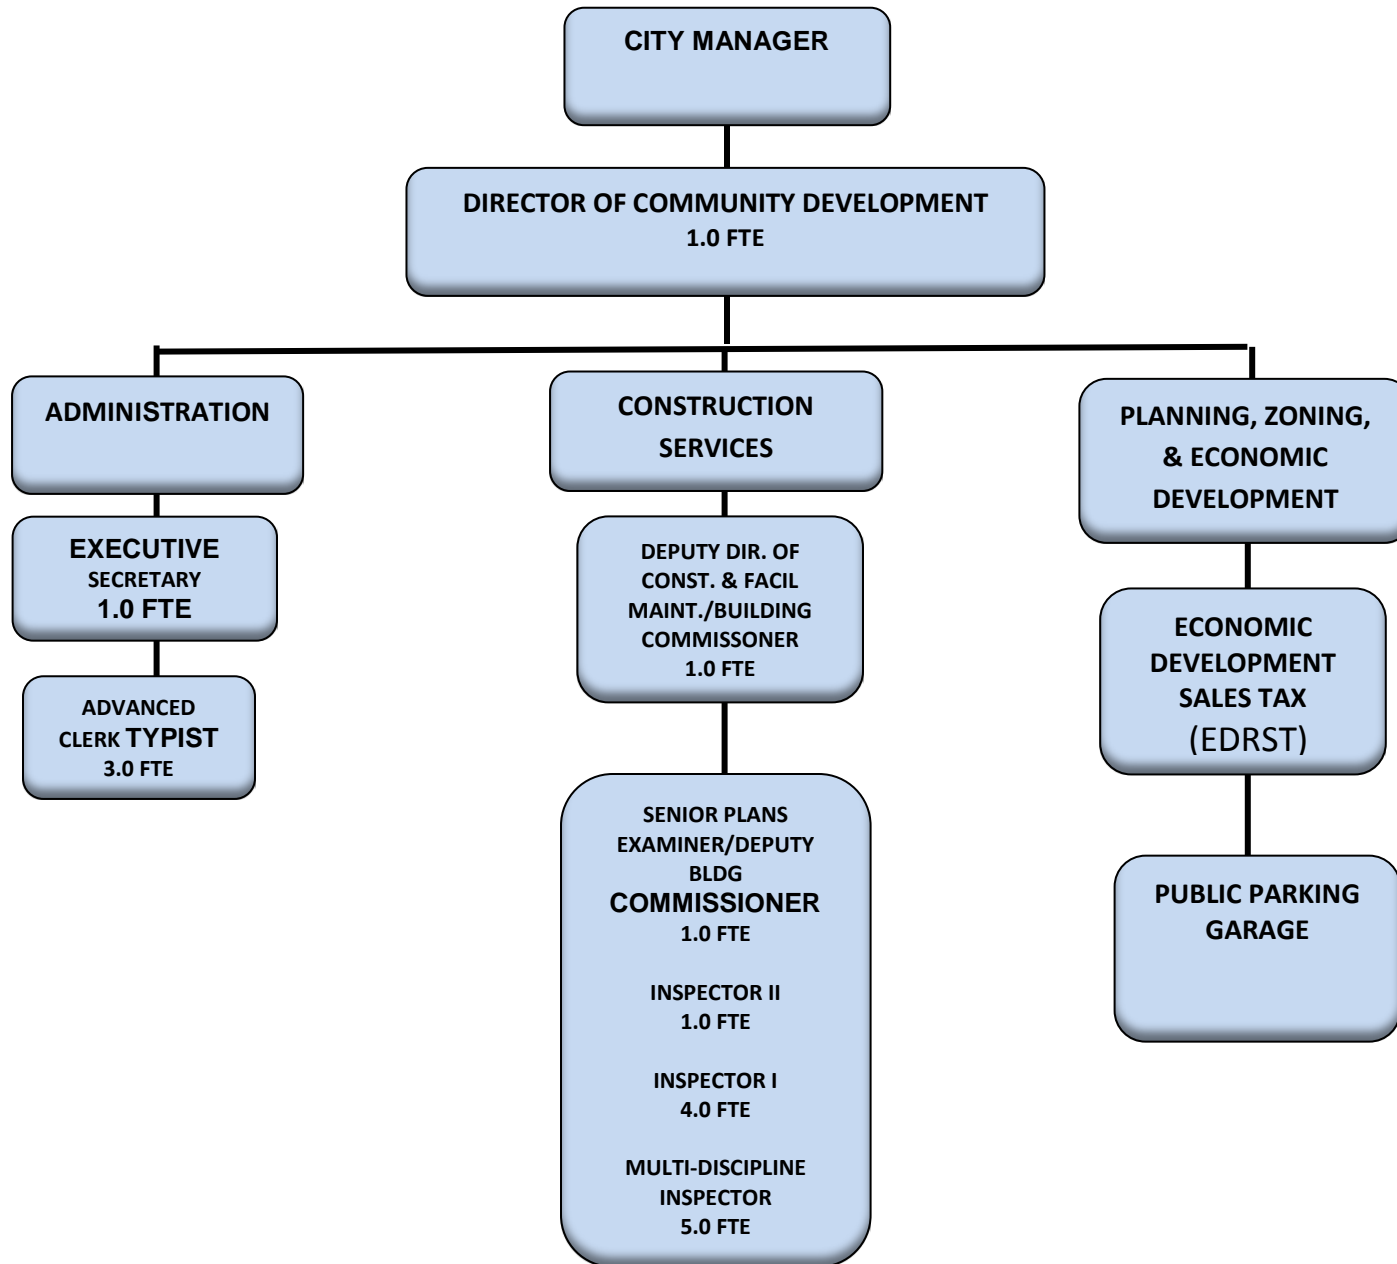 CITY MANAGER
DIRECTOR OF COMMUNITY DEVELOPMENT
1.0 FTE
ADMINISTRATION
EXECUTIVE
SECRETARY
1.0 FTE
ADVANCED
CLERK TYPIST
3.0 FTE
CONSTRUCTION
SERVICES
DEPUTY DIR. OF
CONST. & FACIL
MAINT./BUILDING
COMMISSONER
1.0 FTE
SENIOR PLANS
EXAMINER/DEPUTY
BLDG
COMMISSIONER
1.0 FTE
INSPECTOR II
1.0 FTE
INSPECTOR I
4.0 FTE
MULTI-DISCIPLINE
INSPECTOR
5.0 FTE
PLANNING, ZONING,
& ECONOMIC
DEVELOPMENT
ECONOMIC
DEVELOPMENT
SALES TAX
(EDRST)
PUBLIC PARKING
GARAGE